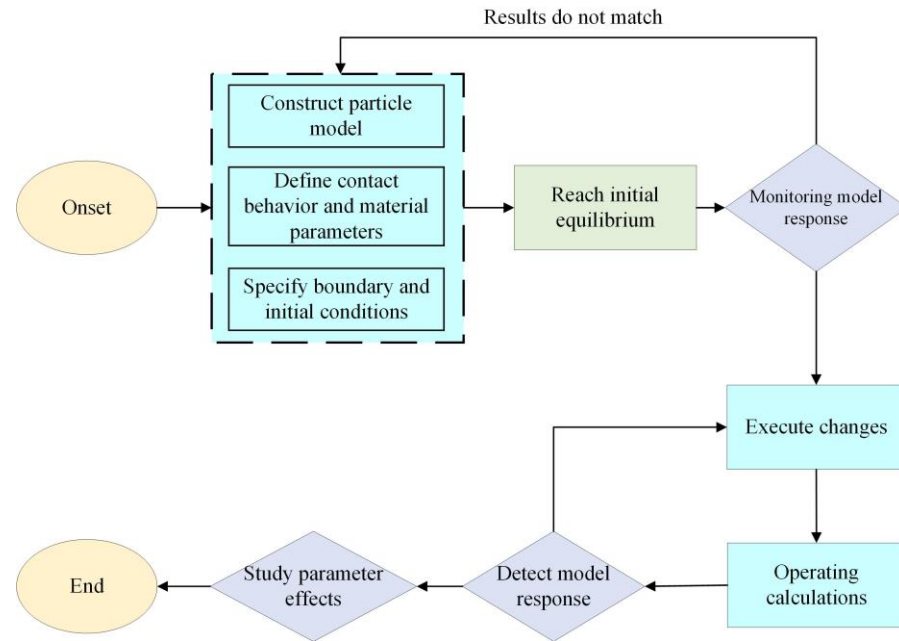 Results do not match
Construct particle
model
Onset
Define contact
behavior and material
parameters
Reach initial
equilibrium
Monitoring model
response
Specify boundary and
initial conditions
Execute changes
End
Study parameter
effects
Detect model
response
Operating
calculations